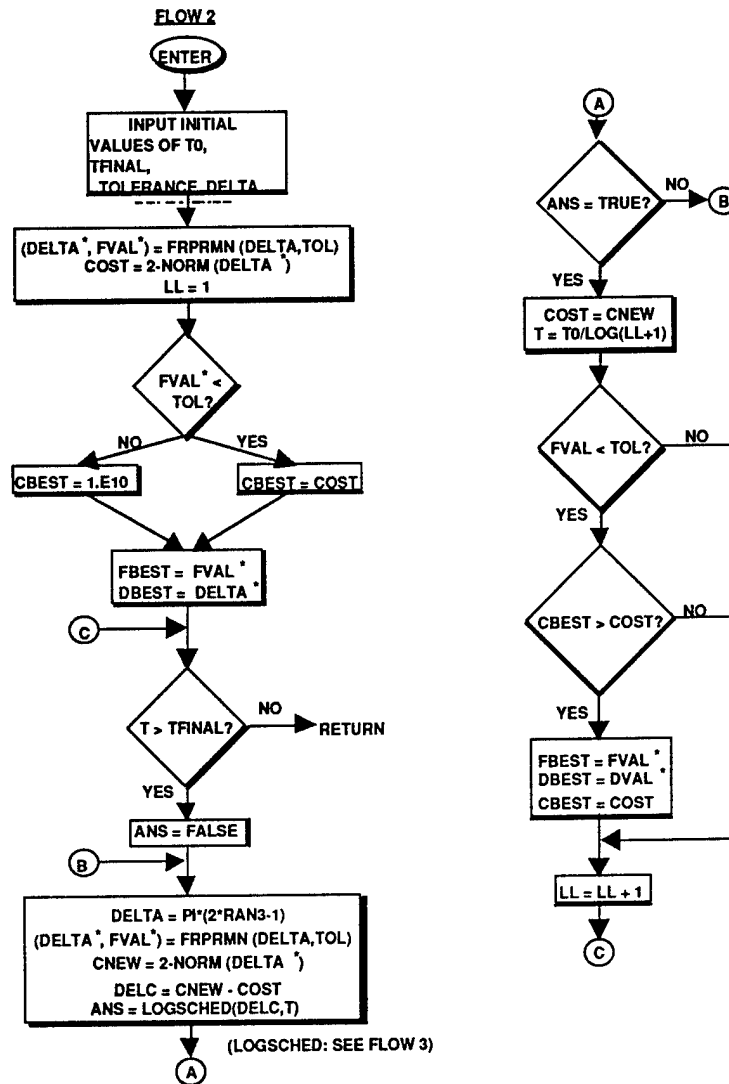 FLOW 2
ENTER
INPUT INITIAL
VALUES OF T0,
TFINAL,
TOLERANCE, DELTA
(DELTA*, FVAL*) = FRPRMN (DELTA,TOL)
COST = 2-NORM (DELTA*)
LL = 1
FVAL* <
TOL?
NO
YES
CBEST = 1.E10
CBEST = COST
FBEST = FVAL*
DBEST = DELTA*
C
T > TFINAL?
NO
RETURN
YES
ANS = FALSE
B
DELTA = PI*(2*RAN3-1)
(DELTA*, FVAL*) = FRPRMN (DELTA,TOL)
CNEW = 2-NORM (DELTA*)
DELC = CNEW - COST
ANS = LOGSCHED(DELC,T)
(LOGSCHED: SEE FLOW 3)
A
A
ANS = TRUE?
NO
B
YES
COST = CNEW
T = T0/LOG(LL+1)
FVAL < TOL?
NO
YES
CBEST > COST?
NO
YES
FBEST = FVAL*
DBEST = DVAL*
CBEST = COST
LL = LL + 1
C